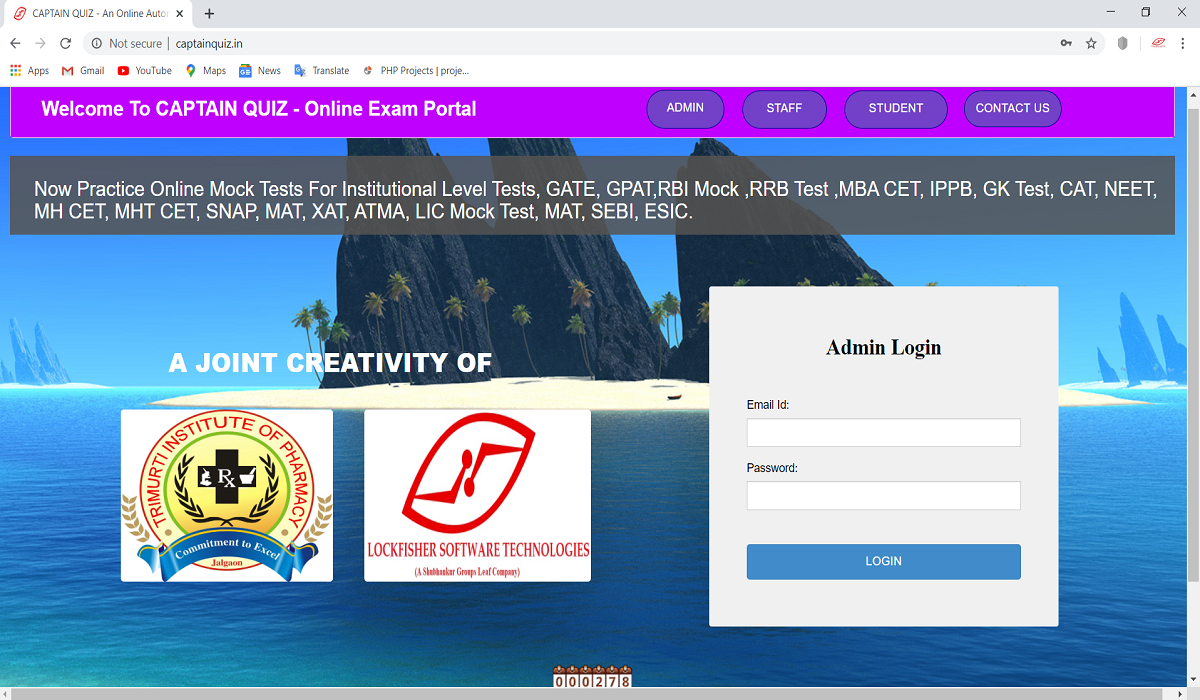 CAPTAIN QUIZ - An Online Autor
Not secure | captainquiz.in
Apps Gmail YouTube Maps News Translate PHP Projects | proje...
Welcome To CAPTAIN QUIZ - Online Exam Portal
ADMIN STAFF STUDENT CONTACT US
Now Practice Online Mock Tests For Institutional Level Tests, GATE, GPAT,RBI Mock ,RRB Test ,MBA CET, IPPB, GK Test, CAT, NEET,
MH CET, MHT CET, SNAP, MAT, XAT, ATMA, LIC Mock Test, MAT, SEBI, ESIC.
A JOINT CREATIVITY OF
TRIMURTI INSTITUTE OF PHARMACY
Rx
Commitment to Excel
Jalgaon
LOCKFISHER SOFTWARE TECHNOLOGIES
(A Shubhankur Groups Leaf Company)
Admin Login
Email Id:
Password:
LOGIN
000278